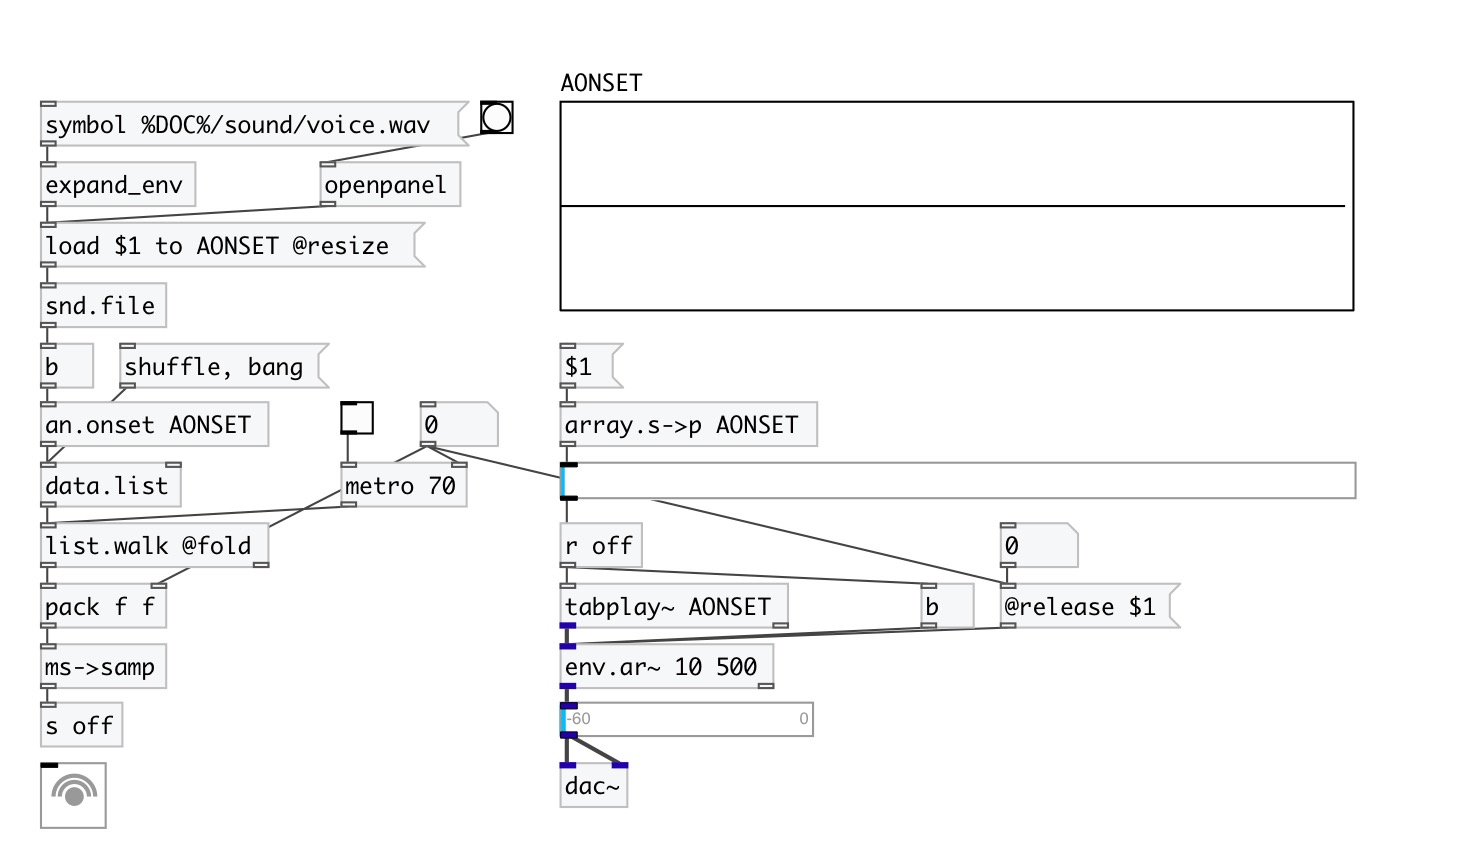 AONSET
symbol %DOC%/sound/voice.wav
expand_env
openpanel
load $1 to AONSET @resize
snd.file
b
shuffle, bang
$1
an.onset AONSET
0
array.s->p AONSET
data.list
metro 70
list.walk @fold
r off
0
pack f f
tabplay~ AONSET
b
@release $1
ms->samp
env.ar~ 10 500
s off
-60
0
dac~